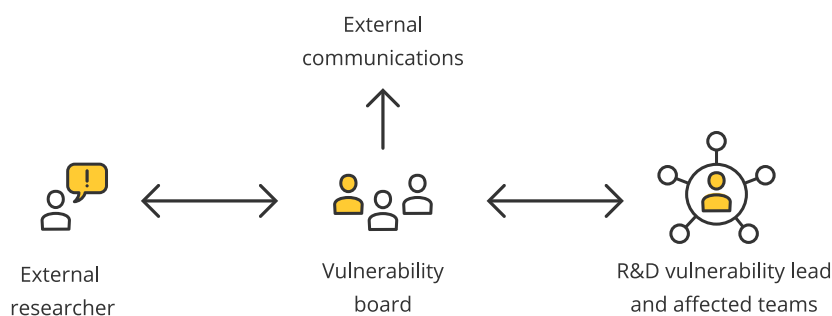 External
communications
!
External
researcher
Vulnerability
board
R&D vulnerability lead
and affected teams